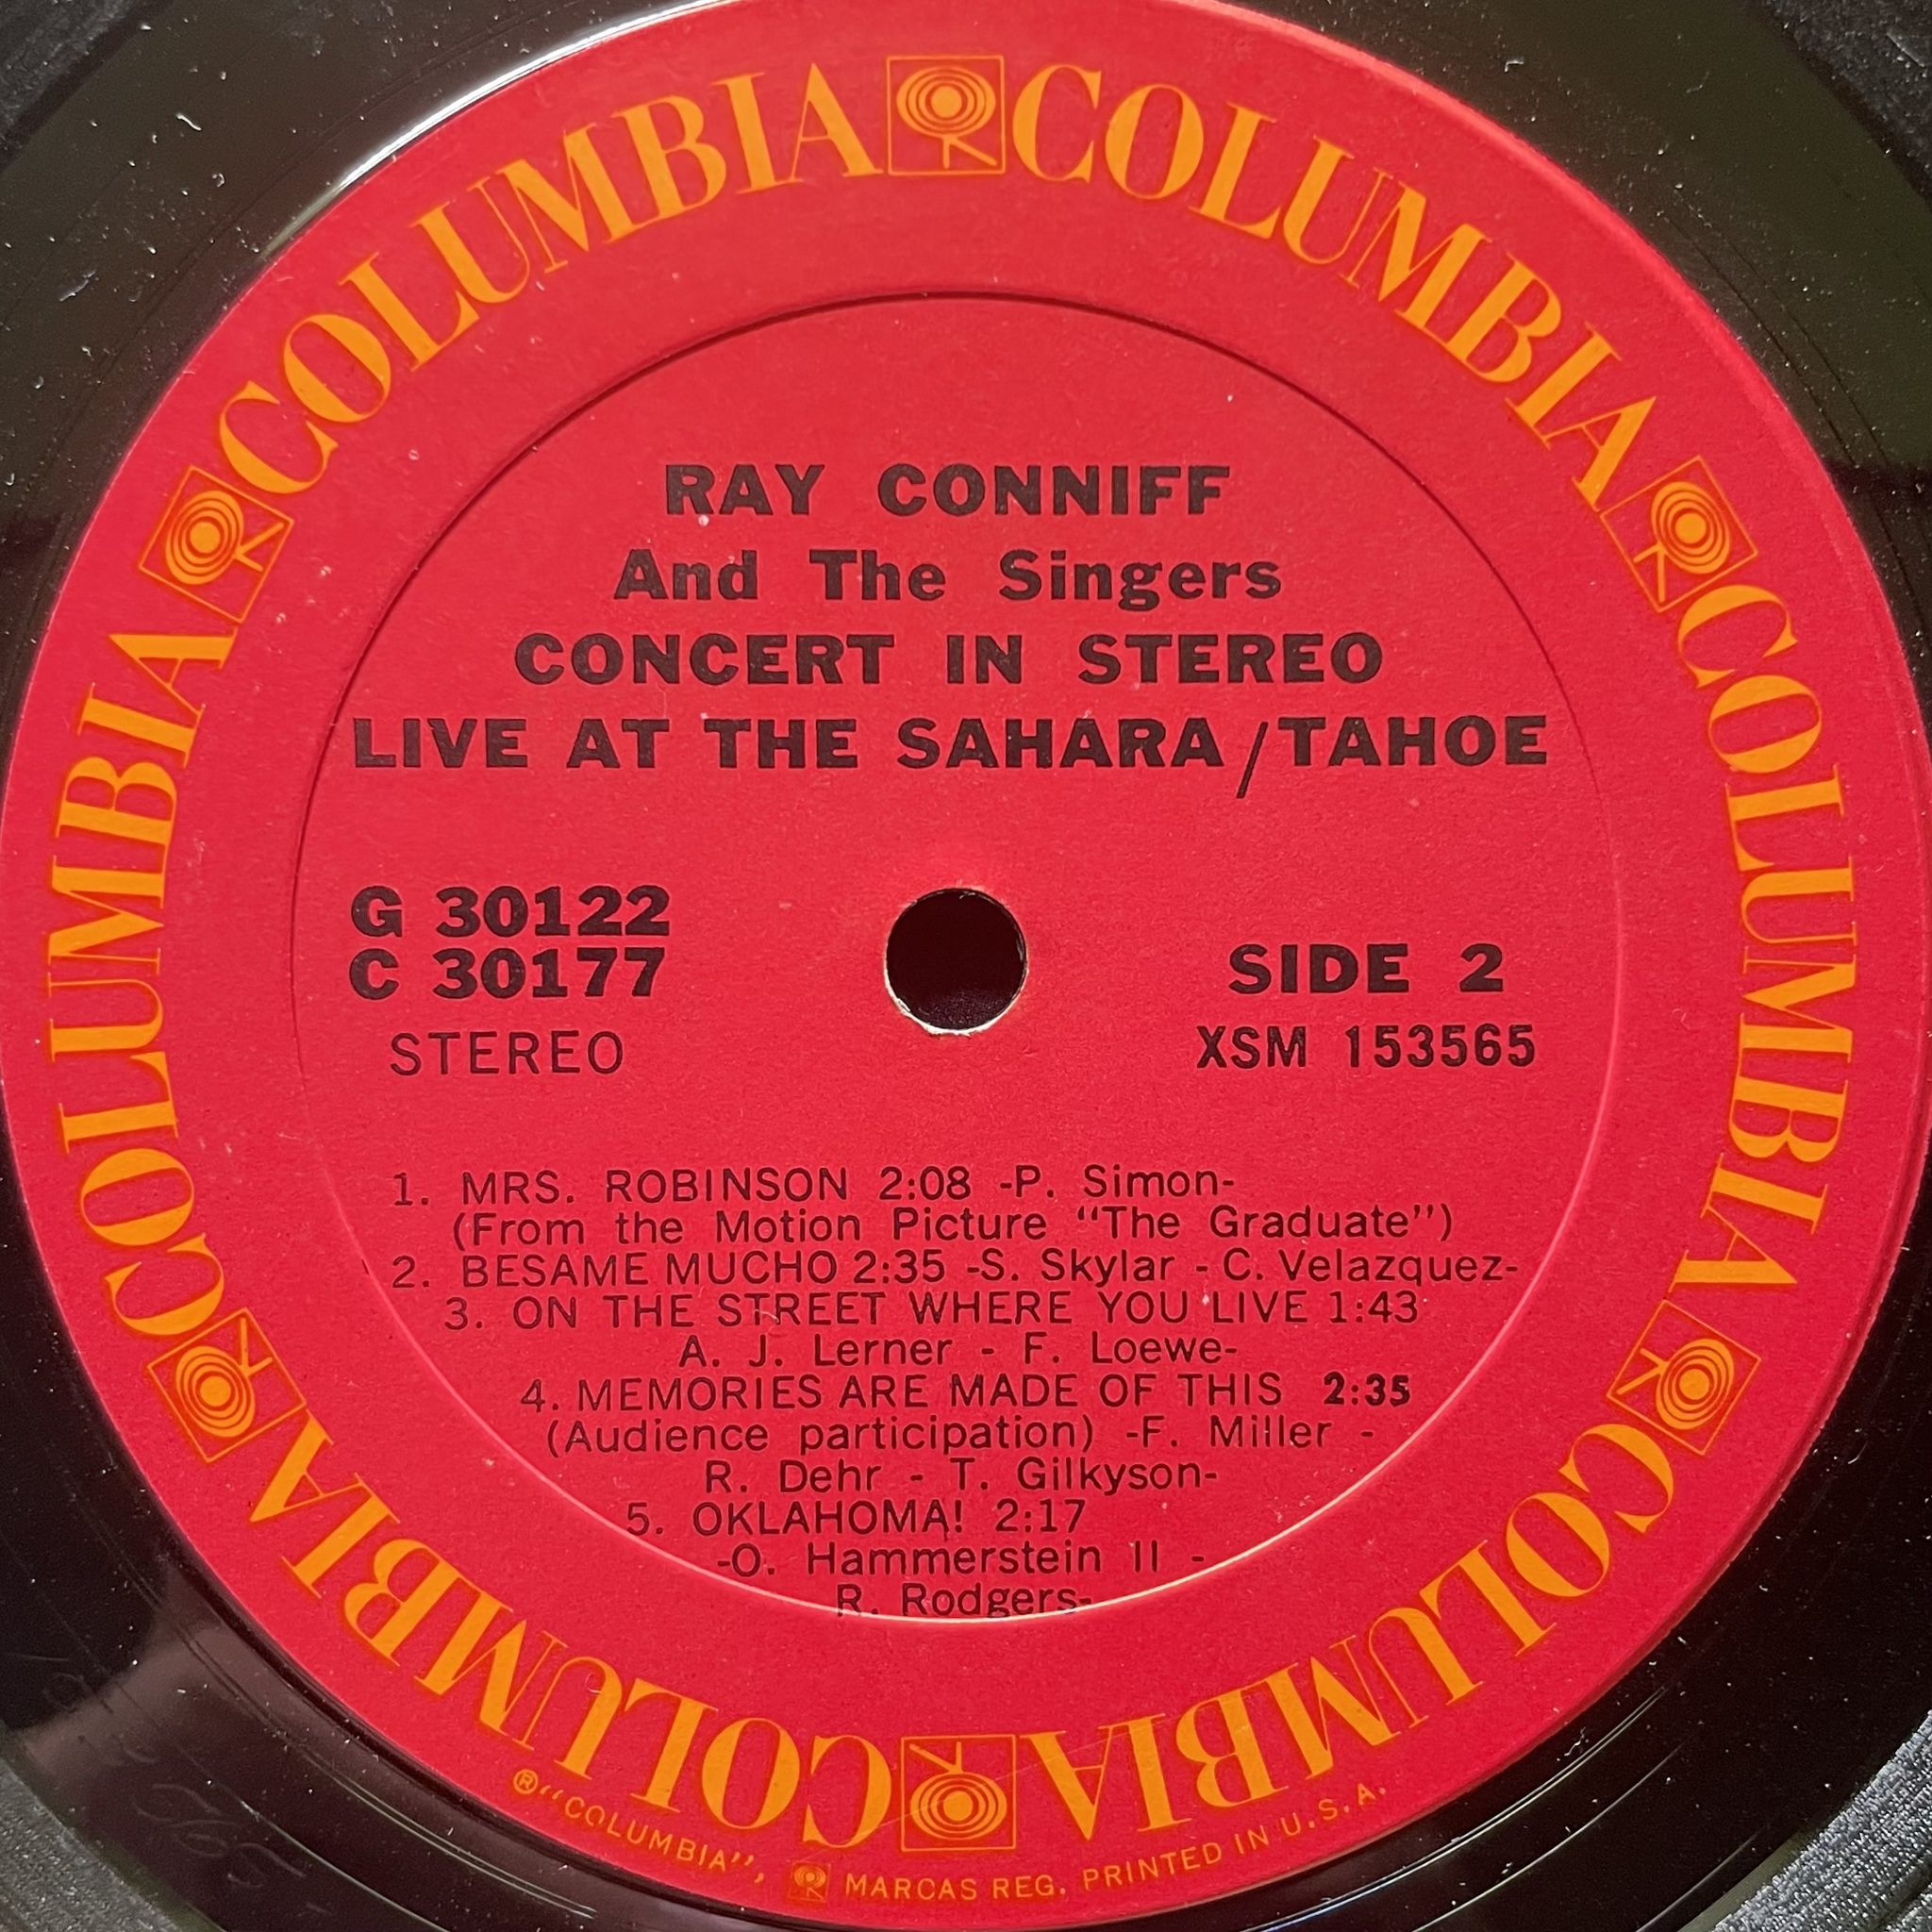 COLUMBIA COLUMBIA COLUMBIA COLUMBIA COLUMBIA COLUMBIA
RAY CONNIFF
And The Singers
CONCERT IN STEREO
LIVE AT THE SAHARA/TAHOE
G 30122
C 30177
STEREO
SIDE 2
XSM 153565
1. MRS. ROBINSON 2:08 -P. Simon-
(From the Motion Picture "The Graduate")
2. BESAME MUCHO 2:35 -S. Skylar - C. Velazquez-
3. ON THE STREET WHERE YOU LIVE 1:43
A. J. Lerner - F. Loewe-
4. MEMORIES ARE MADE OF THIS 2:35
(Audience participation) -F. Miller -
R. Dehr - T. Gilkyson-
5. OKLAHOMA! 2:17
-O. Hammerstein II -
R. Rodgers-
® "COLUMBIA", MARCAS REG. PRINTED IN U.S.A.